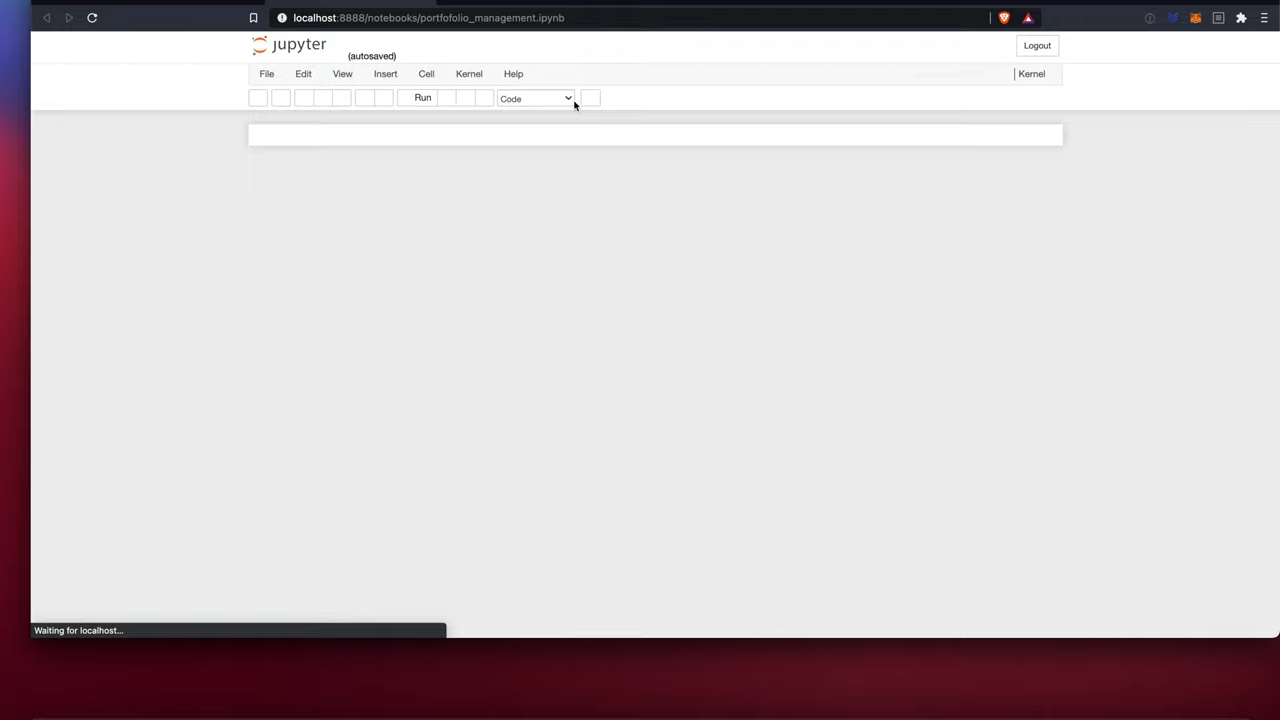 localhost:8888/notebooks/portfofolio_management.ipynb
jupyter
(autosaved)
Logout
File Edit View Insert Cell Kernel Help
Kernel
Run
Code
Waiting for localhost...